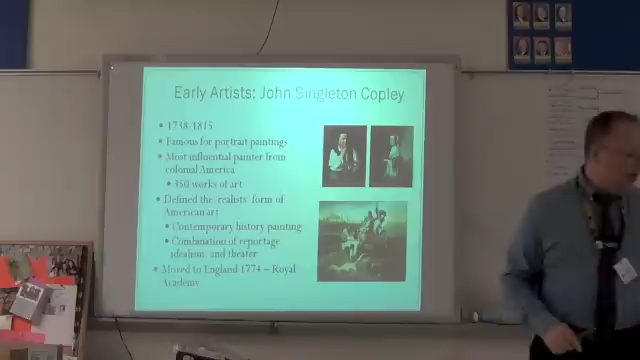 Early Artists: John Singleton Copley
1738-1815
Famous for portrait paintings
Most influential painter from
colonial America
350 works of art
Defined the realists form of
American art
Contemporary history painting
Combination of reportage
idealism, and theater
Moved to England 1774 – Royal
Academy